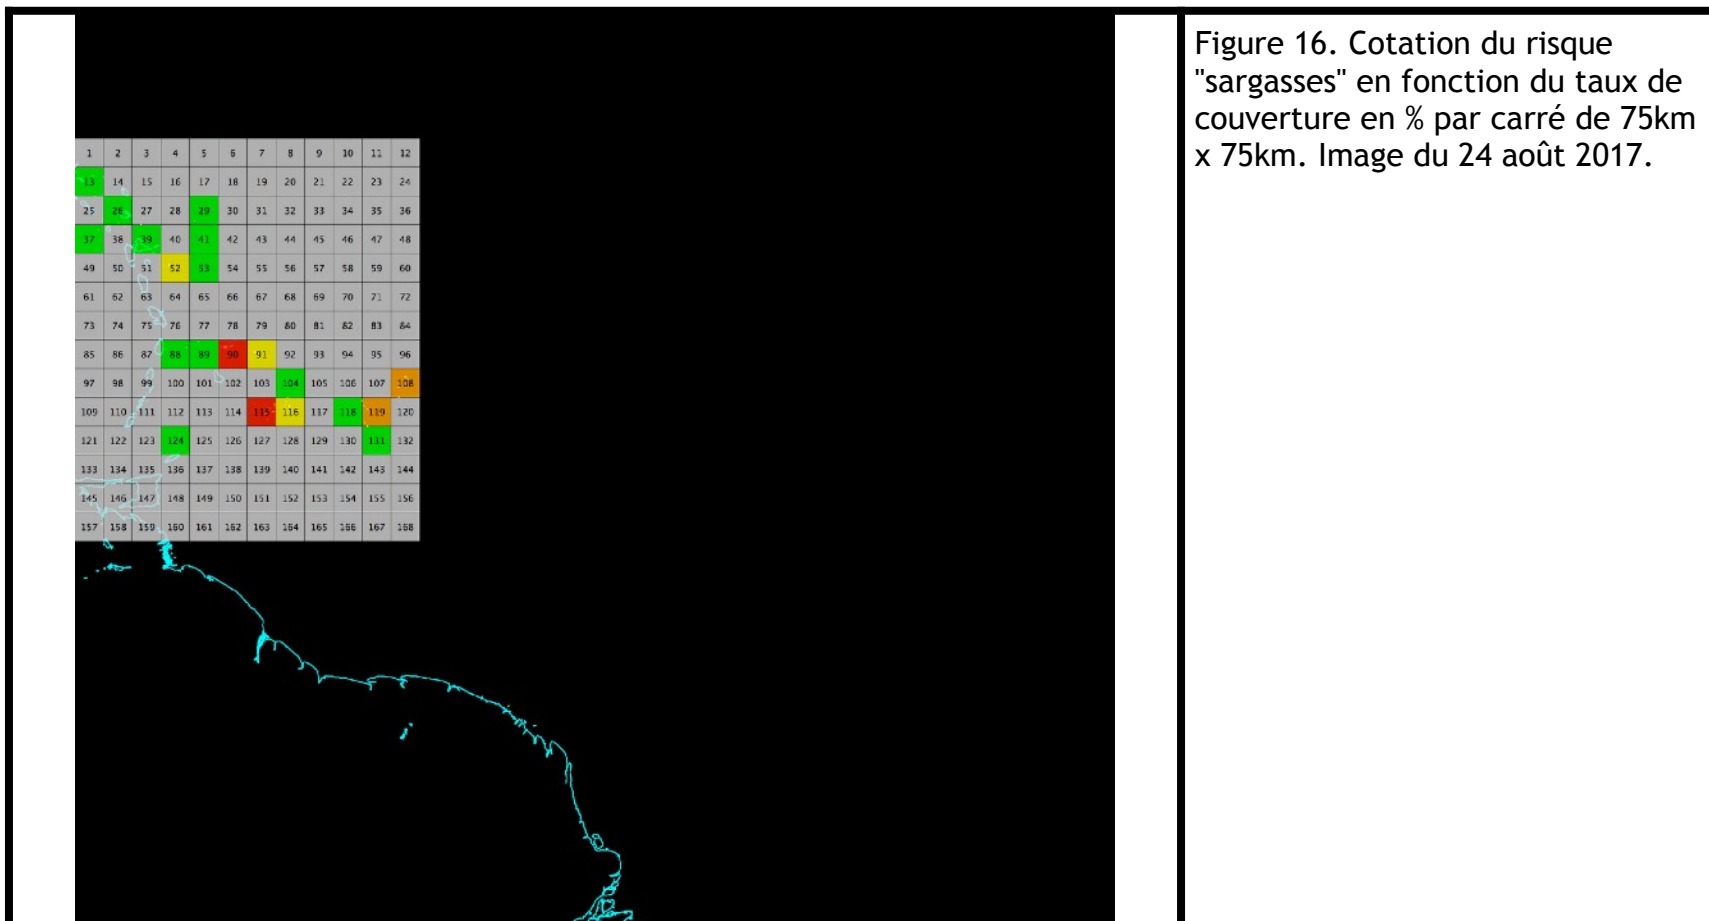 Figure 16. Cotation du risque
"sargasses" en fonction du taux de
couverture en % par carré de 75km
x 75km. Image du 24 août 2017.
1 2 3 4 5 6 7 8 9 10 11 12
13 14 15 16 17 18 19 20 21 22 23 24
25 26 27 28 29 30 31 32 33 34 35 36
37 38 39 40 41 42 43 44 45 46 47 48
49 50 51 52 53 54 55 56 57 58 59 60
61 62 63 64 65 66 67 68 69 70 71 72
73 74 75 76 77 78 79 80 81 82 83 84
85 86 87 88 89 90 91 92 93 94 95 96
97 98 99 100 101 102 103 104 105 106 107 108
109 110 111 112 113 114 115 116 117 118 119 120
121 122 123 124 125 126 127 128 129 130 131 132
133 134 135 136 137 138 139 140 141 142 143 144
145 146 147 148 149 150 151 152 153 154 155 156
157 158 159 160 161 162 163 164 165 166 167 168